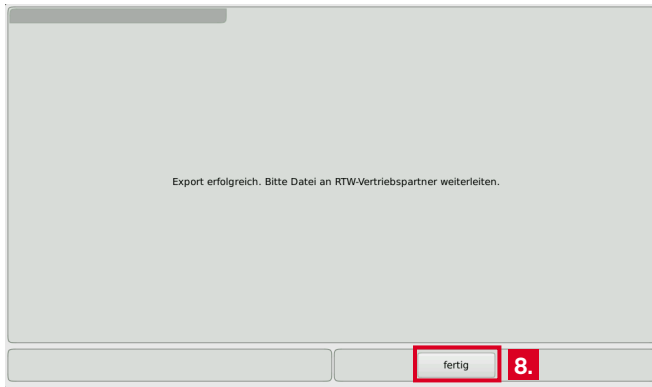 Export erfolgreich. Bitte Datei an RTW-Vertriebspartner weiterleiten.
fertig
8.